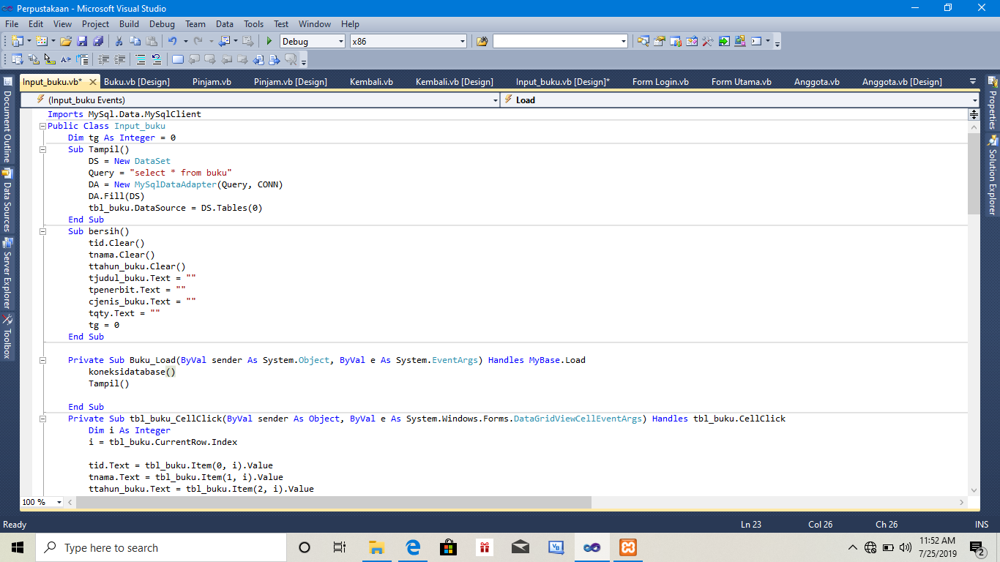 Perpustakaan - Microsoft Visual Studio
File Edit View Project Build Debug Team Data Tools Test Window Help
Debug x86
Input_buku.vb* Buku.vb [Design] Pinjam.vb Pinjam.vb [Design] Kembali.vb Kembali.vb [Design] Input_buku.vb [Design]* Form Login.vb Form Utama.vb Anggota.vb Anggota.vb [Design]
(Input_buku Events) Load
Document Outline
Data Sources
Server Explorer
Toolbox
Imports MySql.Data.MySqlClient
Public Class Input_buku
Dim tg As Integer = 0
Sub Tampil()
DS = New DataSet
Query = "select * from buku"
DA = New MySqlDataAdapter(Query, CONN)
DA.Fill(DS)
tbl_buku.DataSource = DS.Tables(0)
End Sub
Sub bersih()
tid.Clear()
tnama.Clear()
ttahun_buku.Clear()
tjudul_buku.Text = ""
tpenerbit.Text = ""
cjenis_buku.Text = ""
tqty.Text = ""
tg = 0
End Sub
Private Sub Buku_Load(ByVal sender As System.Object, ByVal e As System.EventArgs) Handles MyBase.Load
koneksidatabase()
Tampil()
End Sub
Private Sub tbl_buku_CellClick(ByVal sender As Object, ByVal e As System.Windows.Forms.DataGridViewCellEventArgs) Handles tbl_buku.CellClick
Dim i As Integer
i = tbl_buku.CurrentRow.Index
tid.Text = tbl_buku.Item(0, i).Value
tnama.Text = tbl_buku.Item(1, i).Value
ttahun_buku.Text = tbl_buku.Item(2, i).Value
Properties
Solution Explorer
100 %
Ready Ln 23 Col 26 Ch 26 INS
Type here to search
VB
11:52 AM
7/25/2019
2